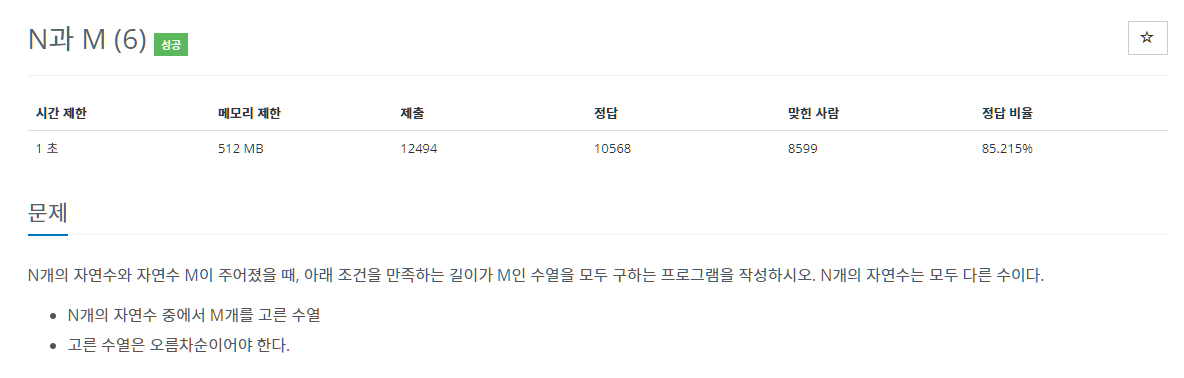 N과 M (6) 성공
☆
시간 제한 메모리 제한 제출 정답 맞힌 사람 정답 비율
1 초 512 MB 12494 10568 8599 85.215%
문제
N개의 자연수와 자연수 M이 주어졌을 때, 아래 조건을 만족하는 길이가 M인 수열을 모두 구하는 프로그램을 작성하시오. N개의 자연수는 모두 다른 수이다.
• N개의 자연수 중에서 M개를 고른 수열
• 고른 수열은 오름차순이어야 한다.